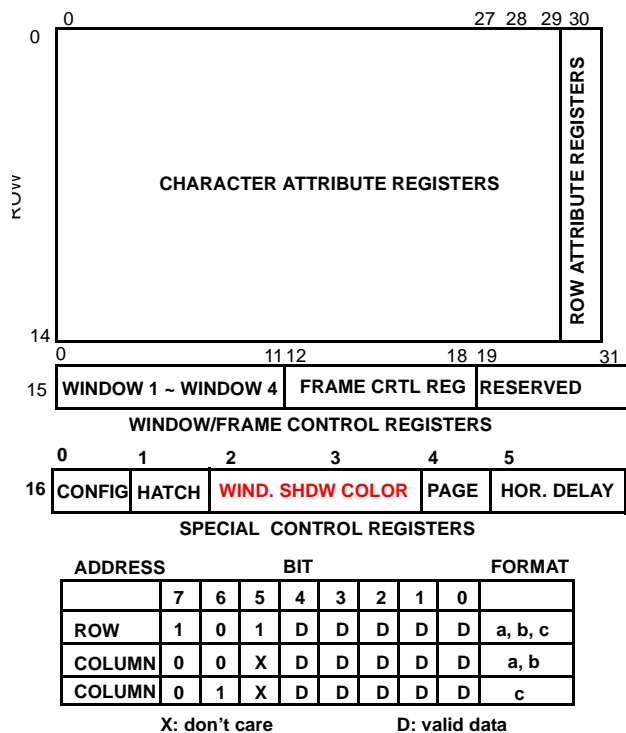 0 27 28 29 30
0
ROW
CHARACTER ATTRIBUTE REGISTERS
ROW ATTRIBUTE REGISTERS
14
0 11 12 18 19 31
15 WINDOW 1 ~ WINDOW 4 FRAME CRTL REG RESERVED
WINDOW/FRAME CONTROL REGISTERS
0 1 2 3 4 5
16 CONFIG HATCH WIND. SHDW COLOR PAGE HOR. DELAY
SPECIAL CONTROL REGISTERS
ADDRESS BIT FORMAT
7 6 5 4 3 2 1 0
ROW 1 0 1 D D D D D a, b, c
COLUMN 0 0 X D D D D D a, b
COLUMN 0 1 X D D D D D c
X: don't care D: valid data